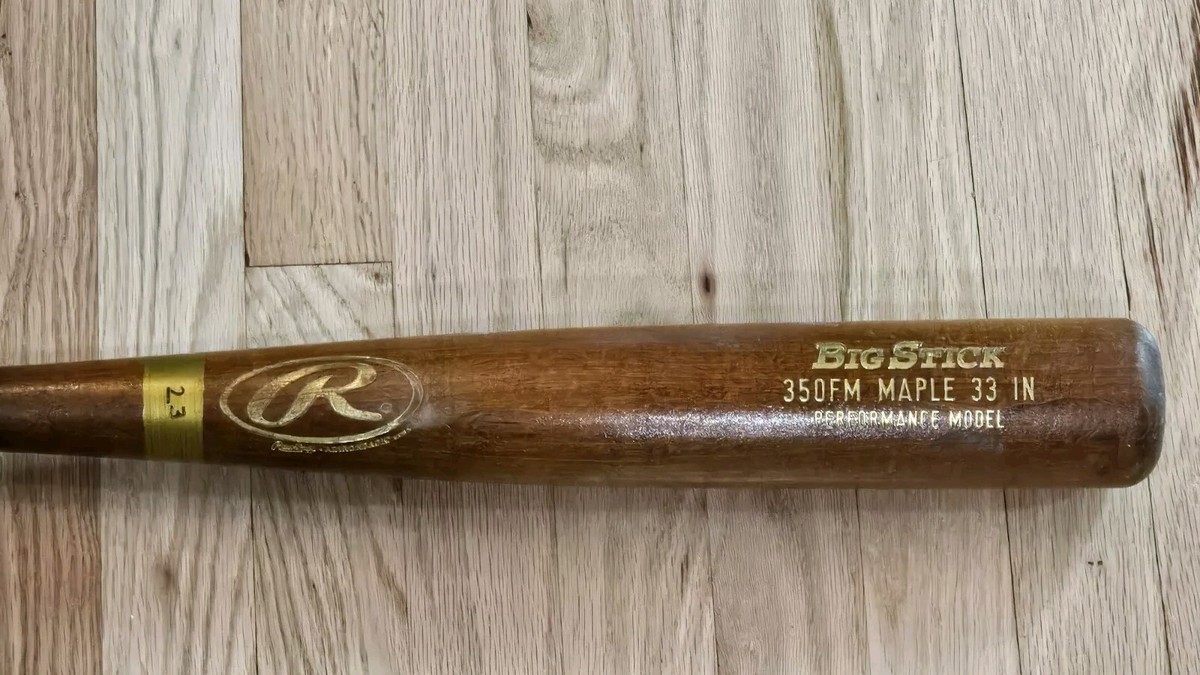 2.3
R
BIG STICK
350FM MAPLE 33 IN
PERFORMANCE MODEL